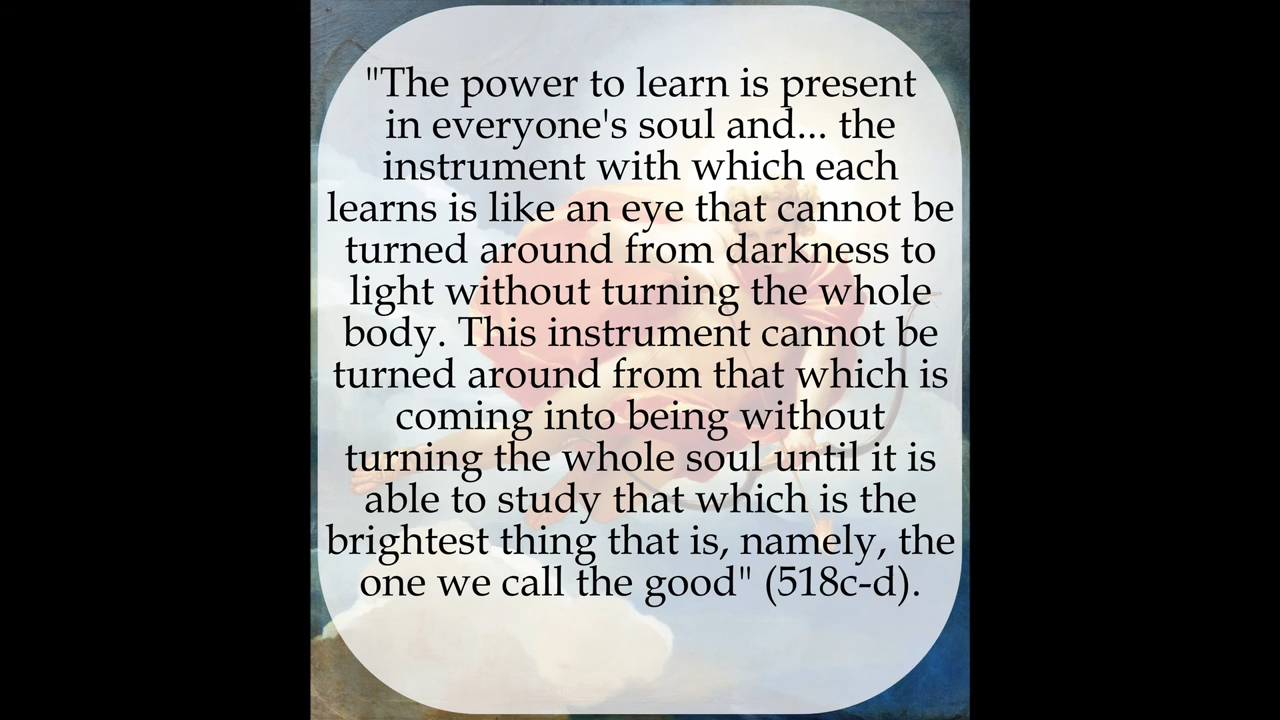 "The power to learn is present
in everyone's soul and... the
instrument with which each
learns is like an eye that cannot be
turned around from darkness to
light without turning the whole
body. This instrument cannot be
turned around from that which is
coming into being without
turning the whole soul until it is
able to study that which is the
brightest thing that is, namely, the
one we call the good" (518c-d).